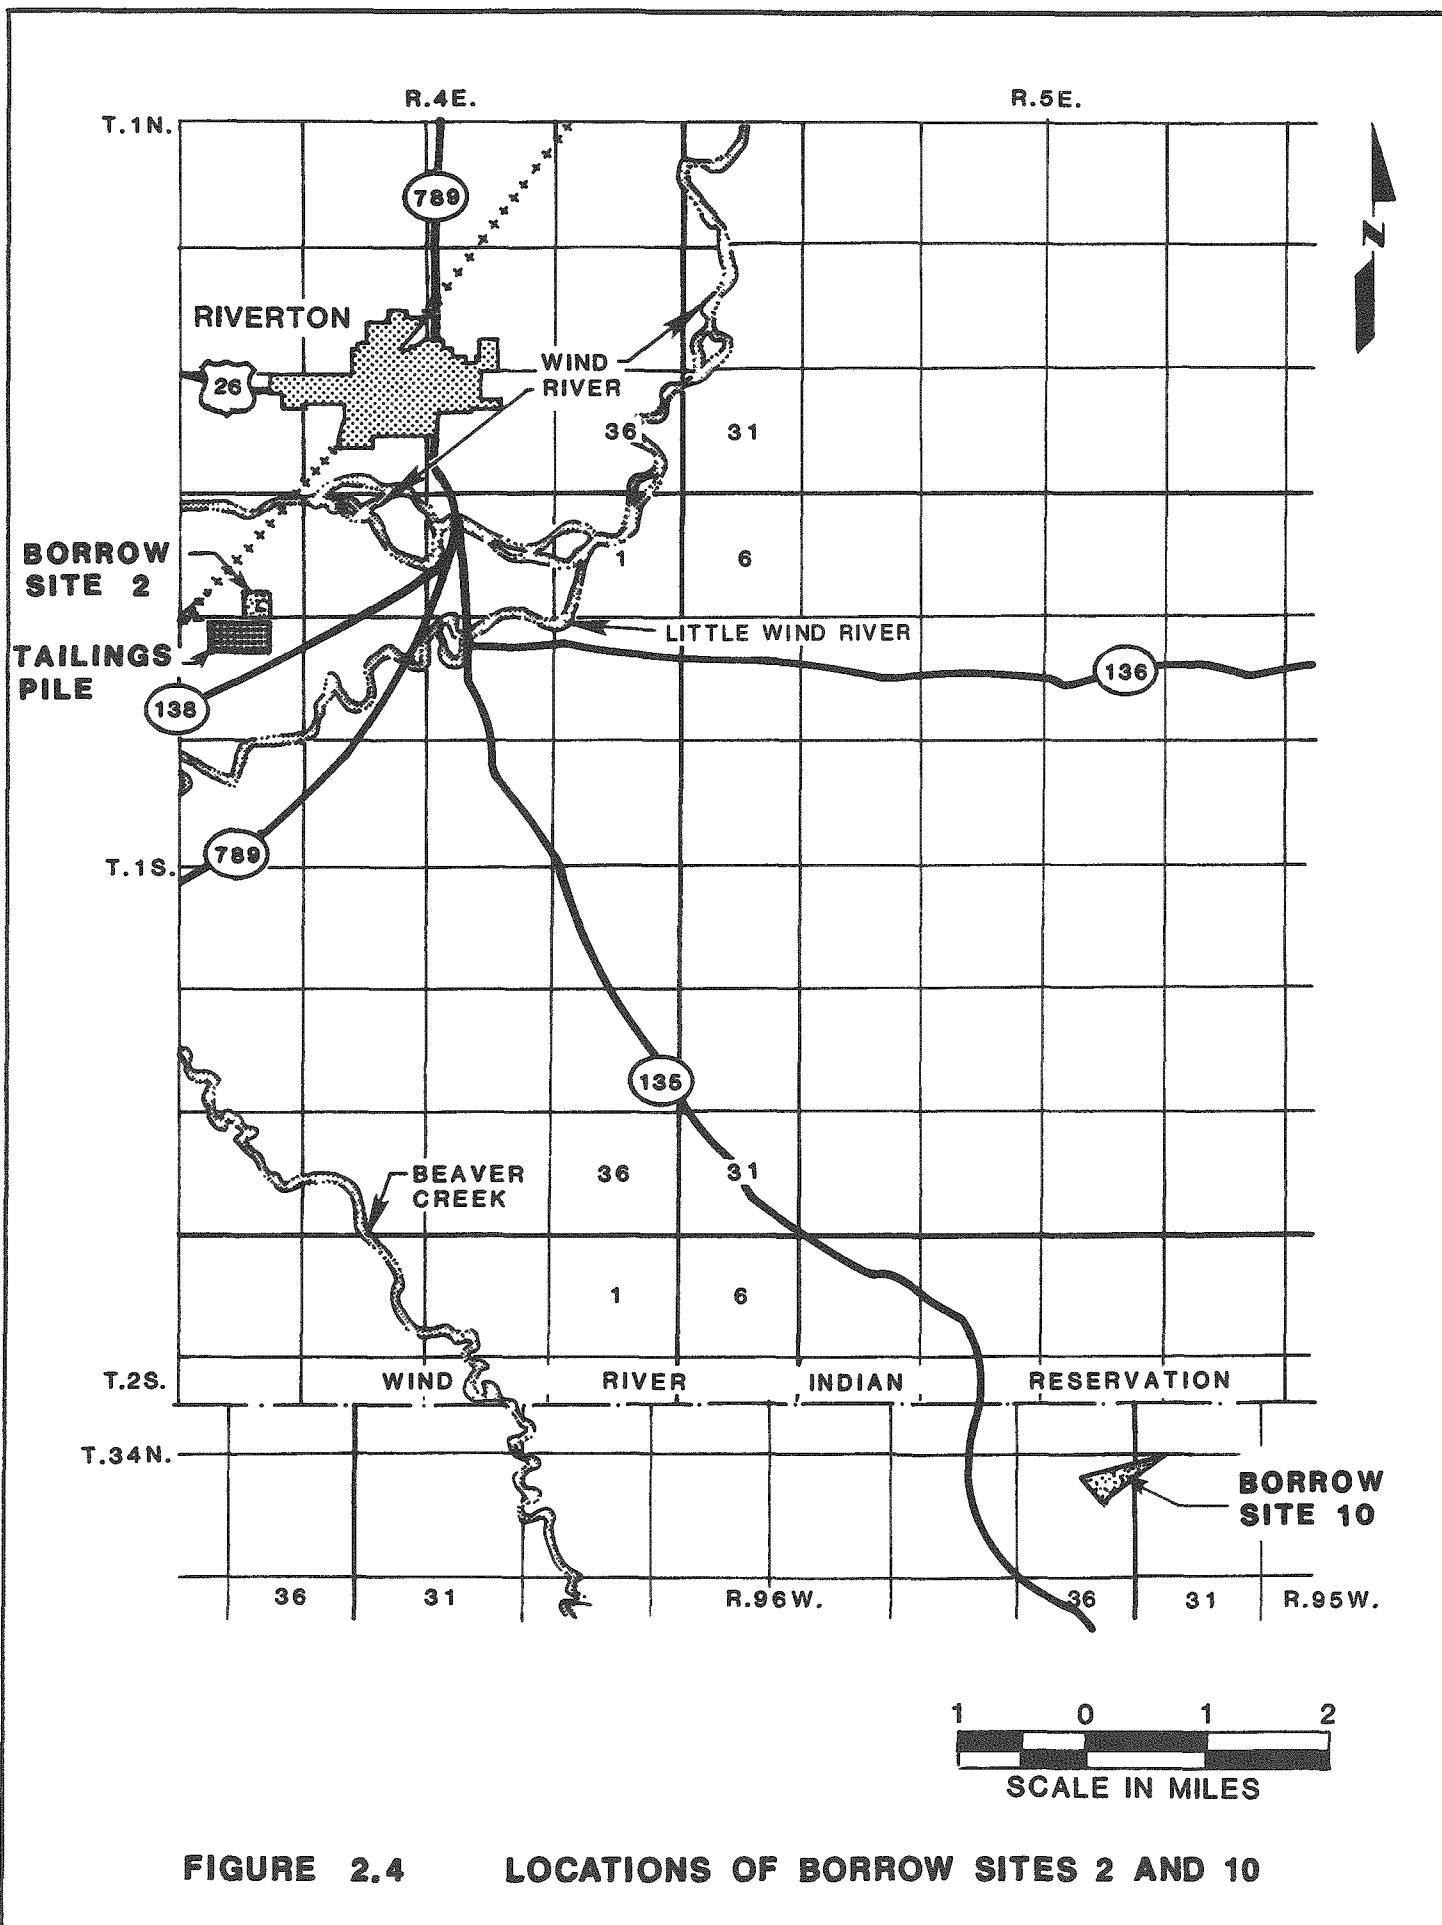 R.4E. R.5E.
T.1N.
789
RIVERTON
WIND
RIVER
26
36 31
BORROW
SITE 2
1 6
LITTLE WIND RIVER
TAILINGS
PILE
136
138
789
T.1S.
135
BEAVER
CREEK
36 31
1 6
T.2S. WIND RIVER INDIAN RESERVATION
T.34N.
BORROW
SITE 10
36 31 R.96W. 36 31 R.95W.
N
1 0 1 2
SCALE IN MILES
FIGURE 2.4 LOCATIONS OF BORROW SITES 2 AND 10